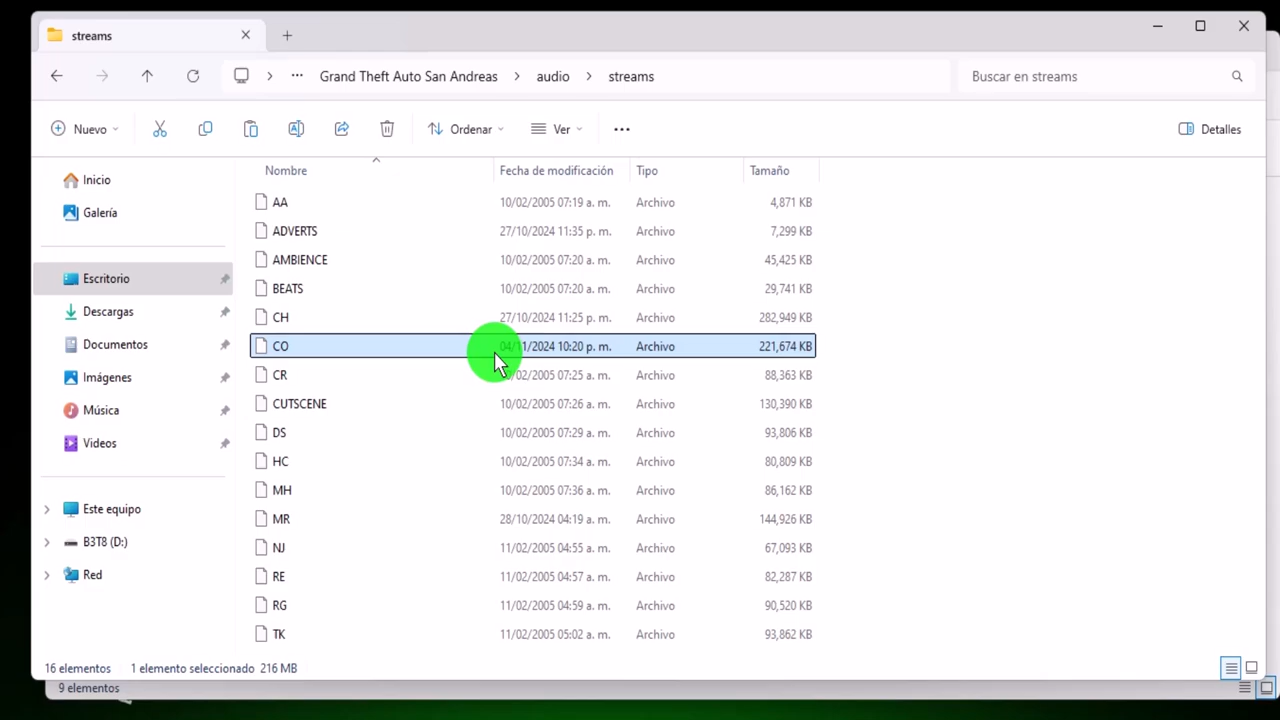 streams
Grand Theft Auto San Andreas > audio > streams
Buscar en streams
Nuevo
Ordenar
Ver
Detalles
Inicio
Galería
Escritorio
Descargas
Documentos
Imágenes
Música
Videos
Este equipo
B3T8 (D:)
Red
Nombre Fecha de modificación Tipo Tamaño
AA 10/02/2005 07:19 a. m. Archivo 4,871 KB
ADVERTS 27/10/2024 11:35 p. m. Archivo 7,299 KB
AMBIENCE 10/02/2005 07:20 a. m. Archivo 45,425 KB
BEATS 10/02/2005 07:20 a. m. Archivo 29,741 KB
CH 27/10/2024 11:25 p. m. Archivo 282,949 KB
CO 04/11/2024 10:20 p. m. Archivo 221,674 KB
CR 10/02/2005 07:25 a. m. Archivo 88,363 KB
CUTSCENE 10/02/2005 07:26 a. m. Archivo 130,390 KB
DS 10/02/2005 07:29 a. m. Archivo 93,806 KB
HC 10/02/2005 07:34 a. m. Archivo 80,809 KB
MH 10/02/2005 07:36 a. m. Archivo 86,162 KB
MR 28/10/2024 04:19 a. m. Archivo 144,926 KB
NJ 11/02/2005 04:55 a. m. Archivo 67,093 KB
RE 11/02/2005 04:57 a. m. Archivo 82,287 KB
RG 11/02/2005 04:59 a. m. Archivo 90,520 KB
TK 11/02/2005 05:02 a. m. Archivo 93,862 KB
16 elementos 1 elemento seleccionado 216 MB
9 elementos